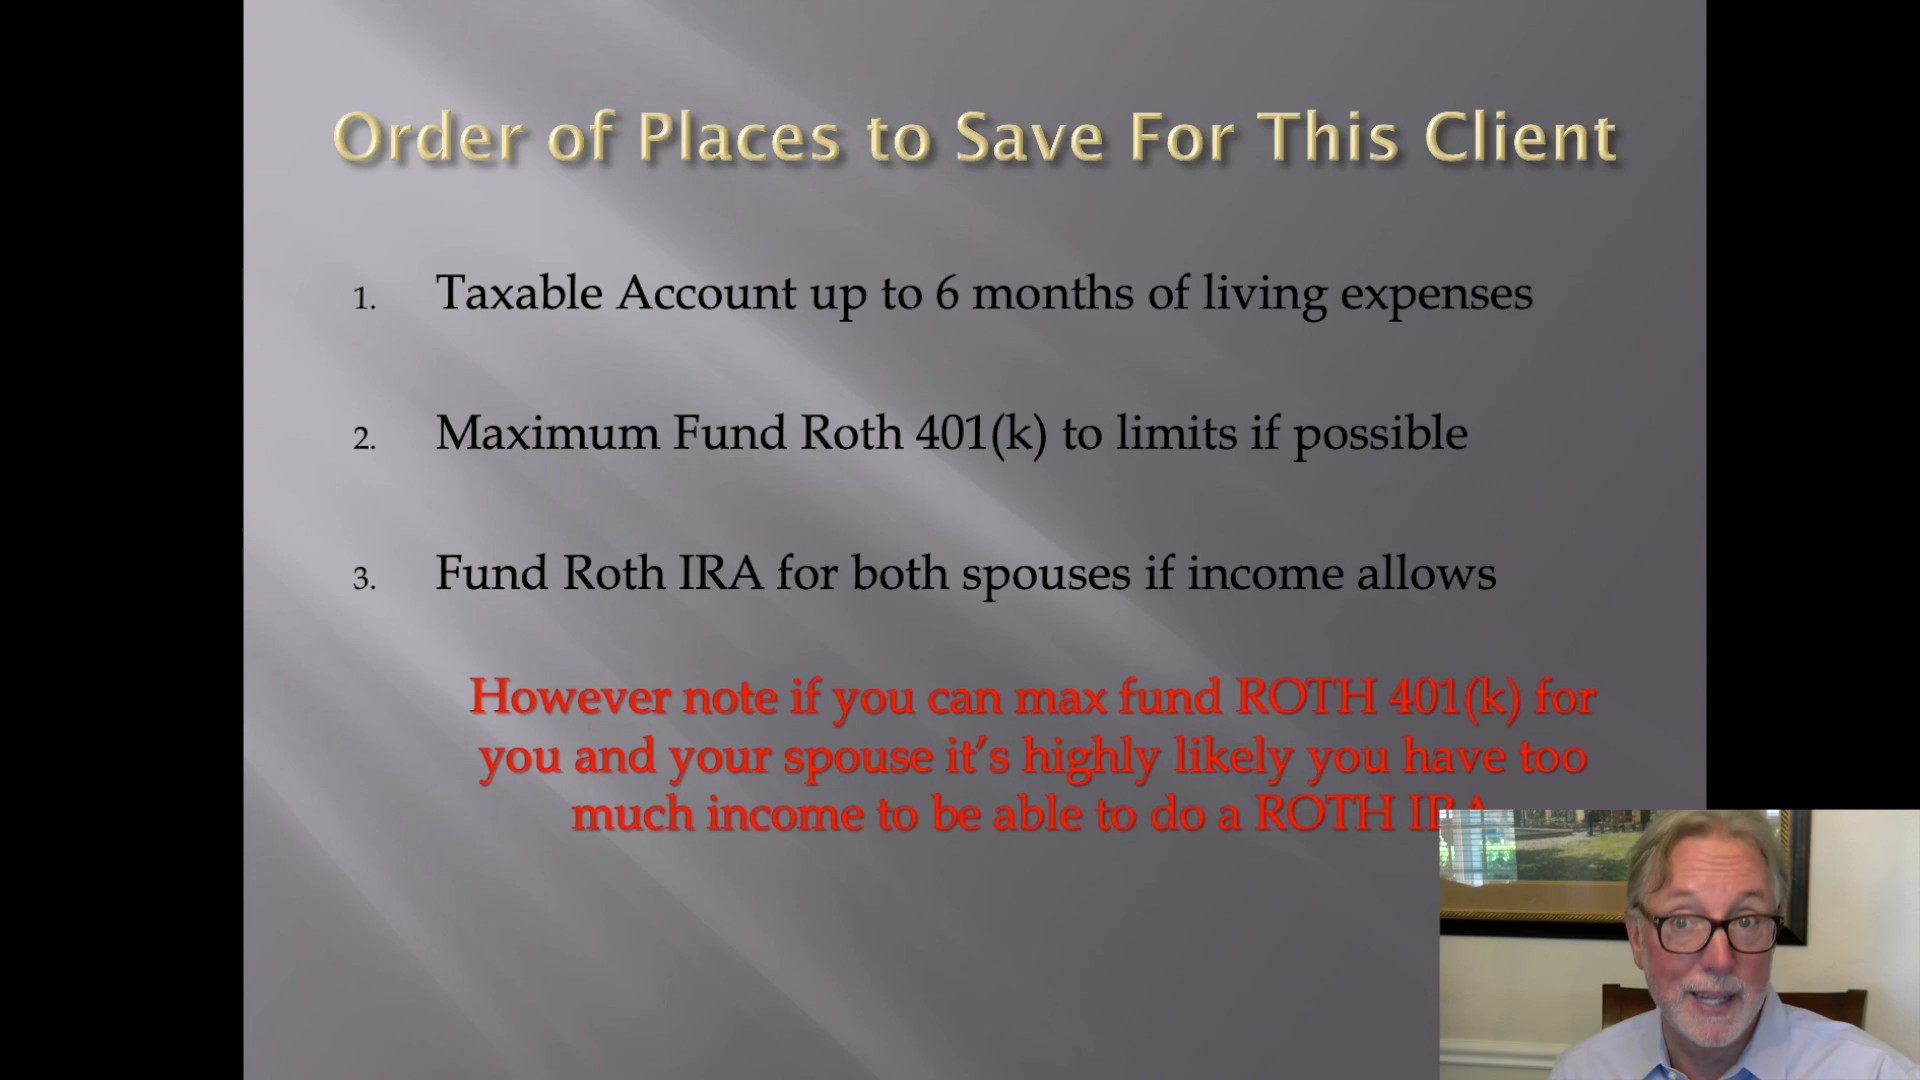 Order of Places to Save For This Client
1. Taxable Account up to 6 months of living expenses
2. Maximum Fund Roth 401(k) to limits if possible
3. Fund Roth IRA for both spouses if income allows
However note if you can max fund ROTH 401(k) for
you and your spouse it's highly likely you have too
much income to be able to do a ROTH IRA